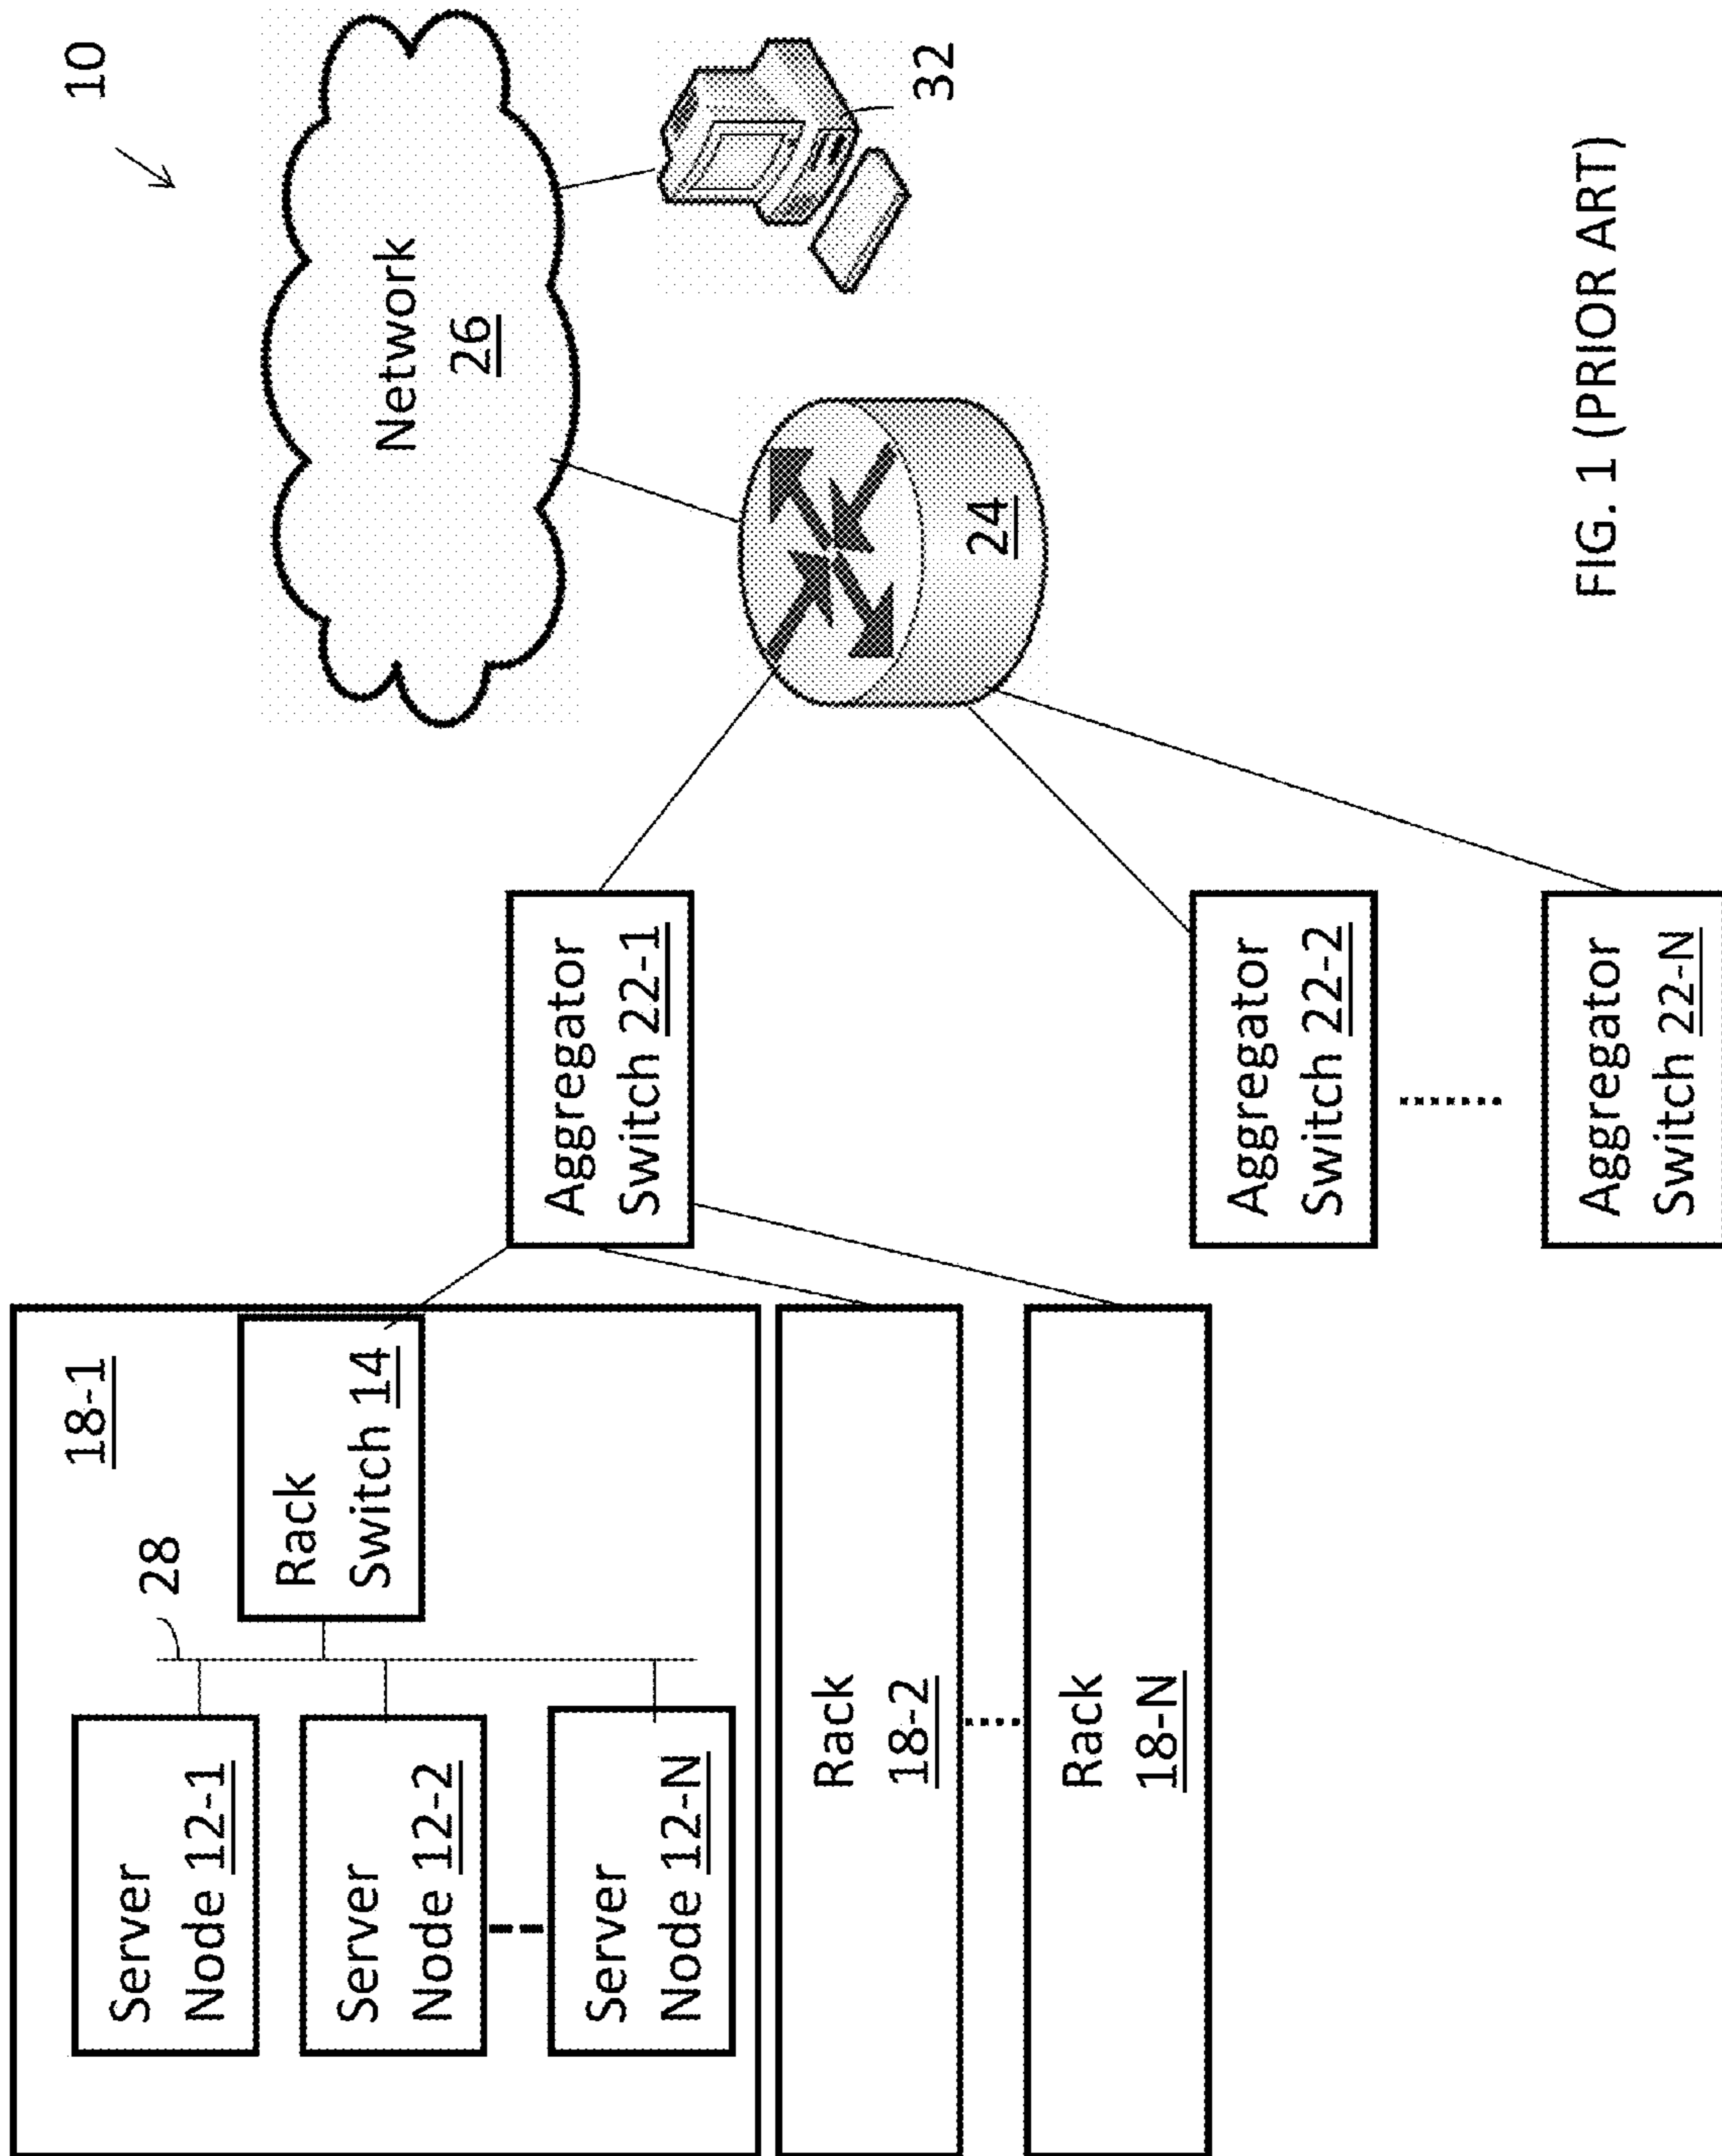 10
Network
26
32
24
Aggregator
Switch 22-1
Aggregator
Switch 22-2
Aggregator
Switch 22-N
18-1
28
Rack
Switch 14
Server
Node 12-1
Server
Node 12-2
Server
Node 12-N
Rack
18-2
Rack
18-N
FIG. 1 (PRIOR ART)